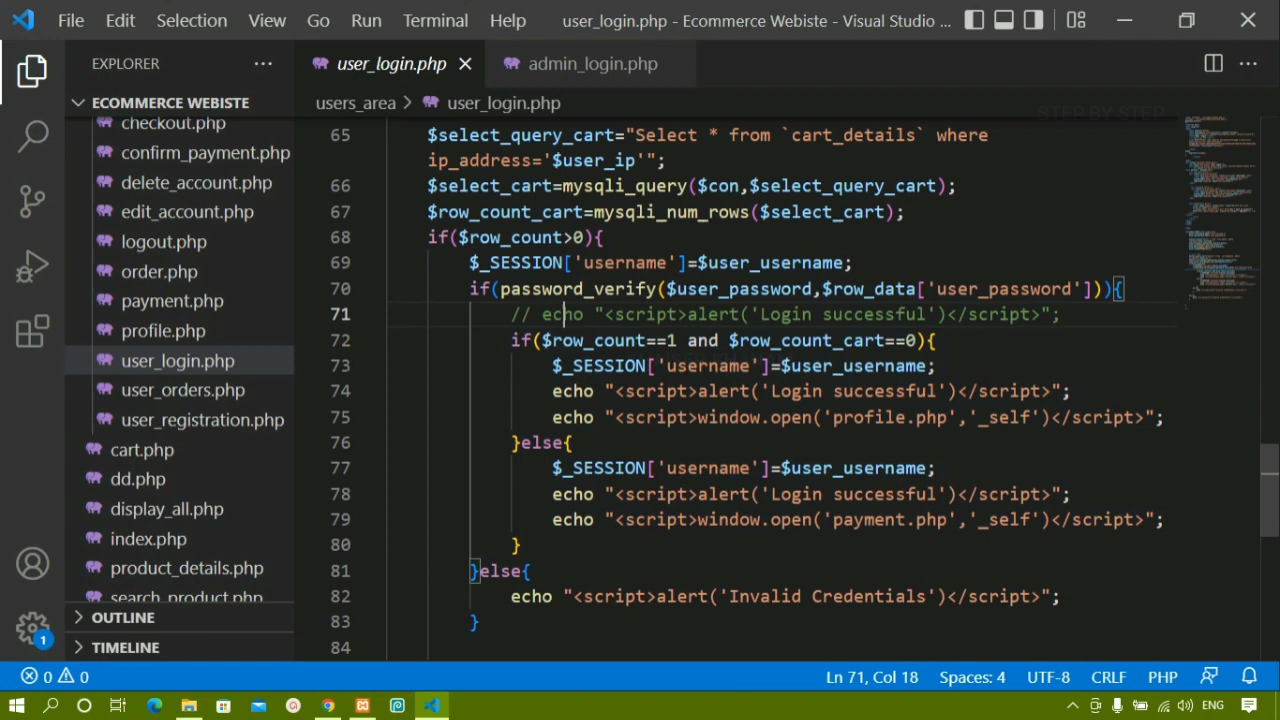 File Edit Selection View Go Run Terminal Help user_login.php - Ecommerce Webiste - Visual Studio ...
EXPLORER ...
user_login.php
admin_login.php
ECOMMERCE WEBISTE
users_area > user_login.php
STEP BY STEP
checkout.php
confirm_payment.php
delete_account.php
edit_account.php
logout.php
order.php
payment.php
profile.php
user_login.php
user_orders.php
user_registration.php
cart.php
dd.php
display_all.php
index.php
product_details.php
search_product.php
OUTLINE
TIMELINE
65 $select_query_cart="Select * from `cart_details` where
ip_address='$user_ip'";
66 $select_cart=mysqli_query($con,$select_query_cart);
67 $row_count_cart=mysqli_num_rows($select_cart);
68 if($row_count>0){
69 $_SESSION['username']=$user_username;
70 if(password_verify($user_password,$row_data['user_password'])){
71 // echo "<script>alert('Login successful')</script>";
72 if($row_count==1 and $row_count_cart==0){
73 $_SESSION['username']=$user_username;
74 echo "<script>alert('Login successful')</script>";
75 echo "<script>window.open('profile.php','_self')</script>";
76 }else{
77 $_SESSION['username']=$user_username;
78 echo "<script>alert('Login successful')</script>";
79 echo "<script>window.open('payment.php','_self')</script>";
80 }
81 }else{
82 echo "<script>alert('Invalid Credentials')</script>";
83 }
84
1
0 0 Ln 71, Col 18 Spaces: 4 UTF-8 CRLF PHP
ENG